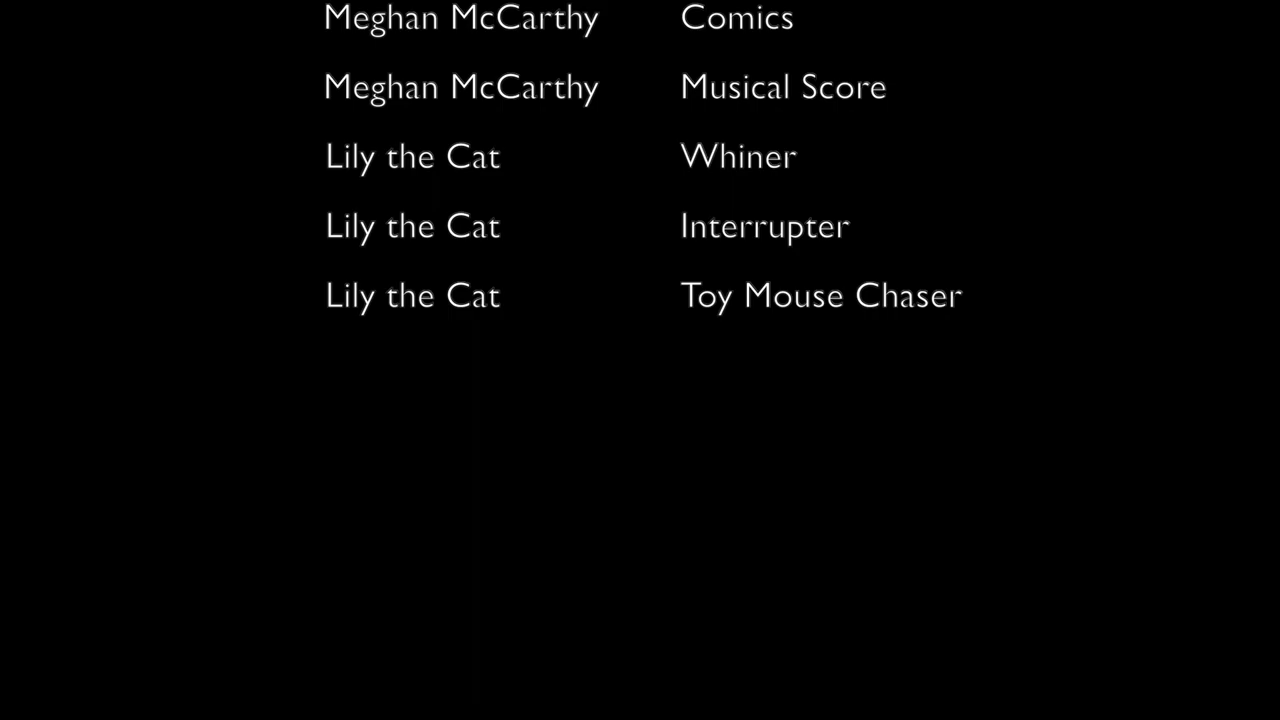 Meghan McCarthy Comics
Meghan McCarthy Musical Score
Lily the Cat Whiner
Lily the Cat Interrupter
Lily the Cat Toy Mouse Chaser